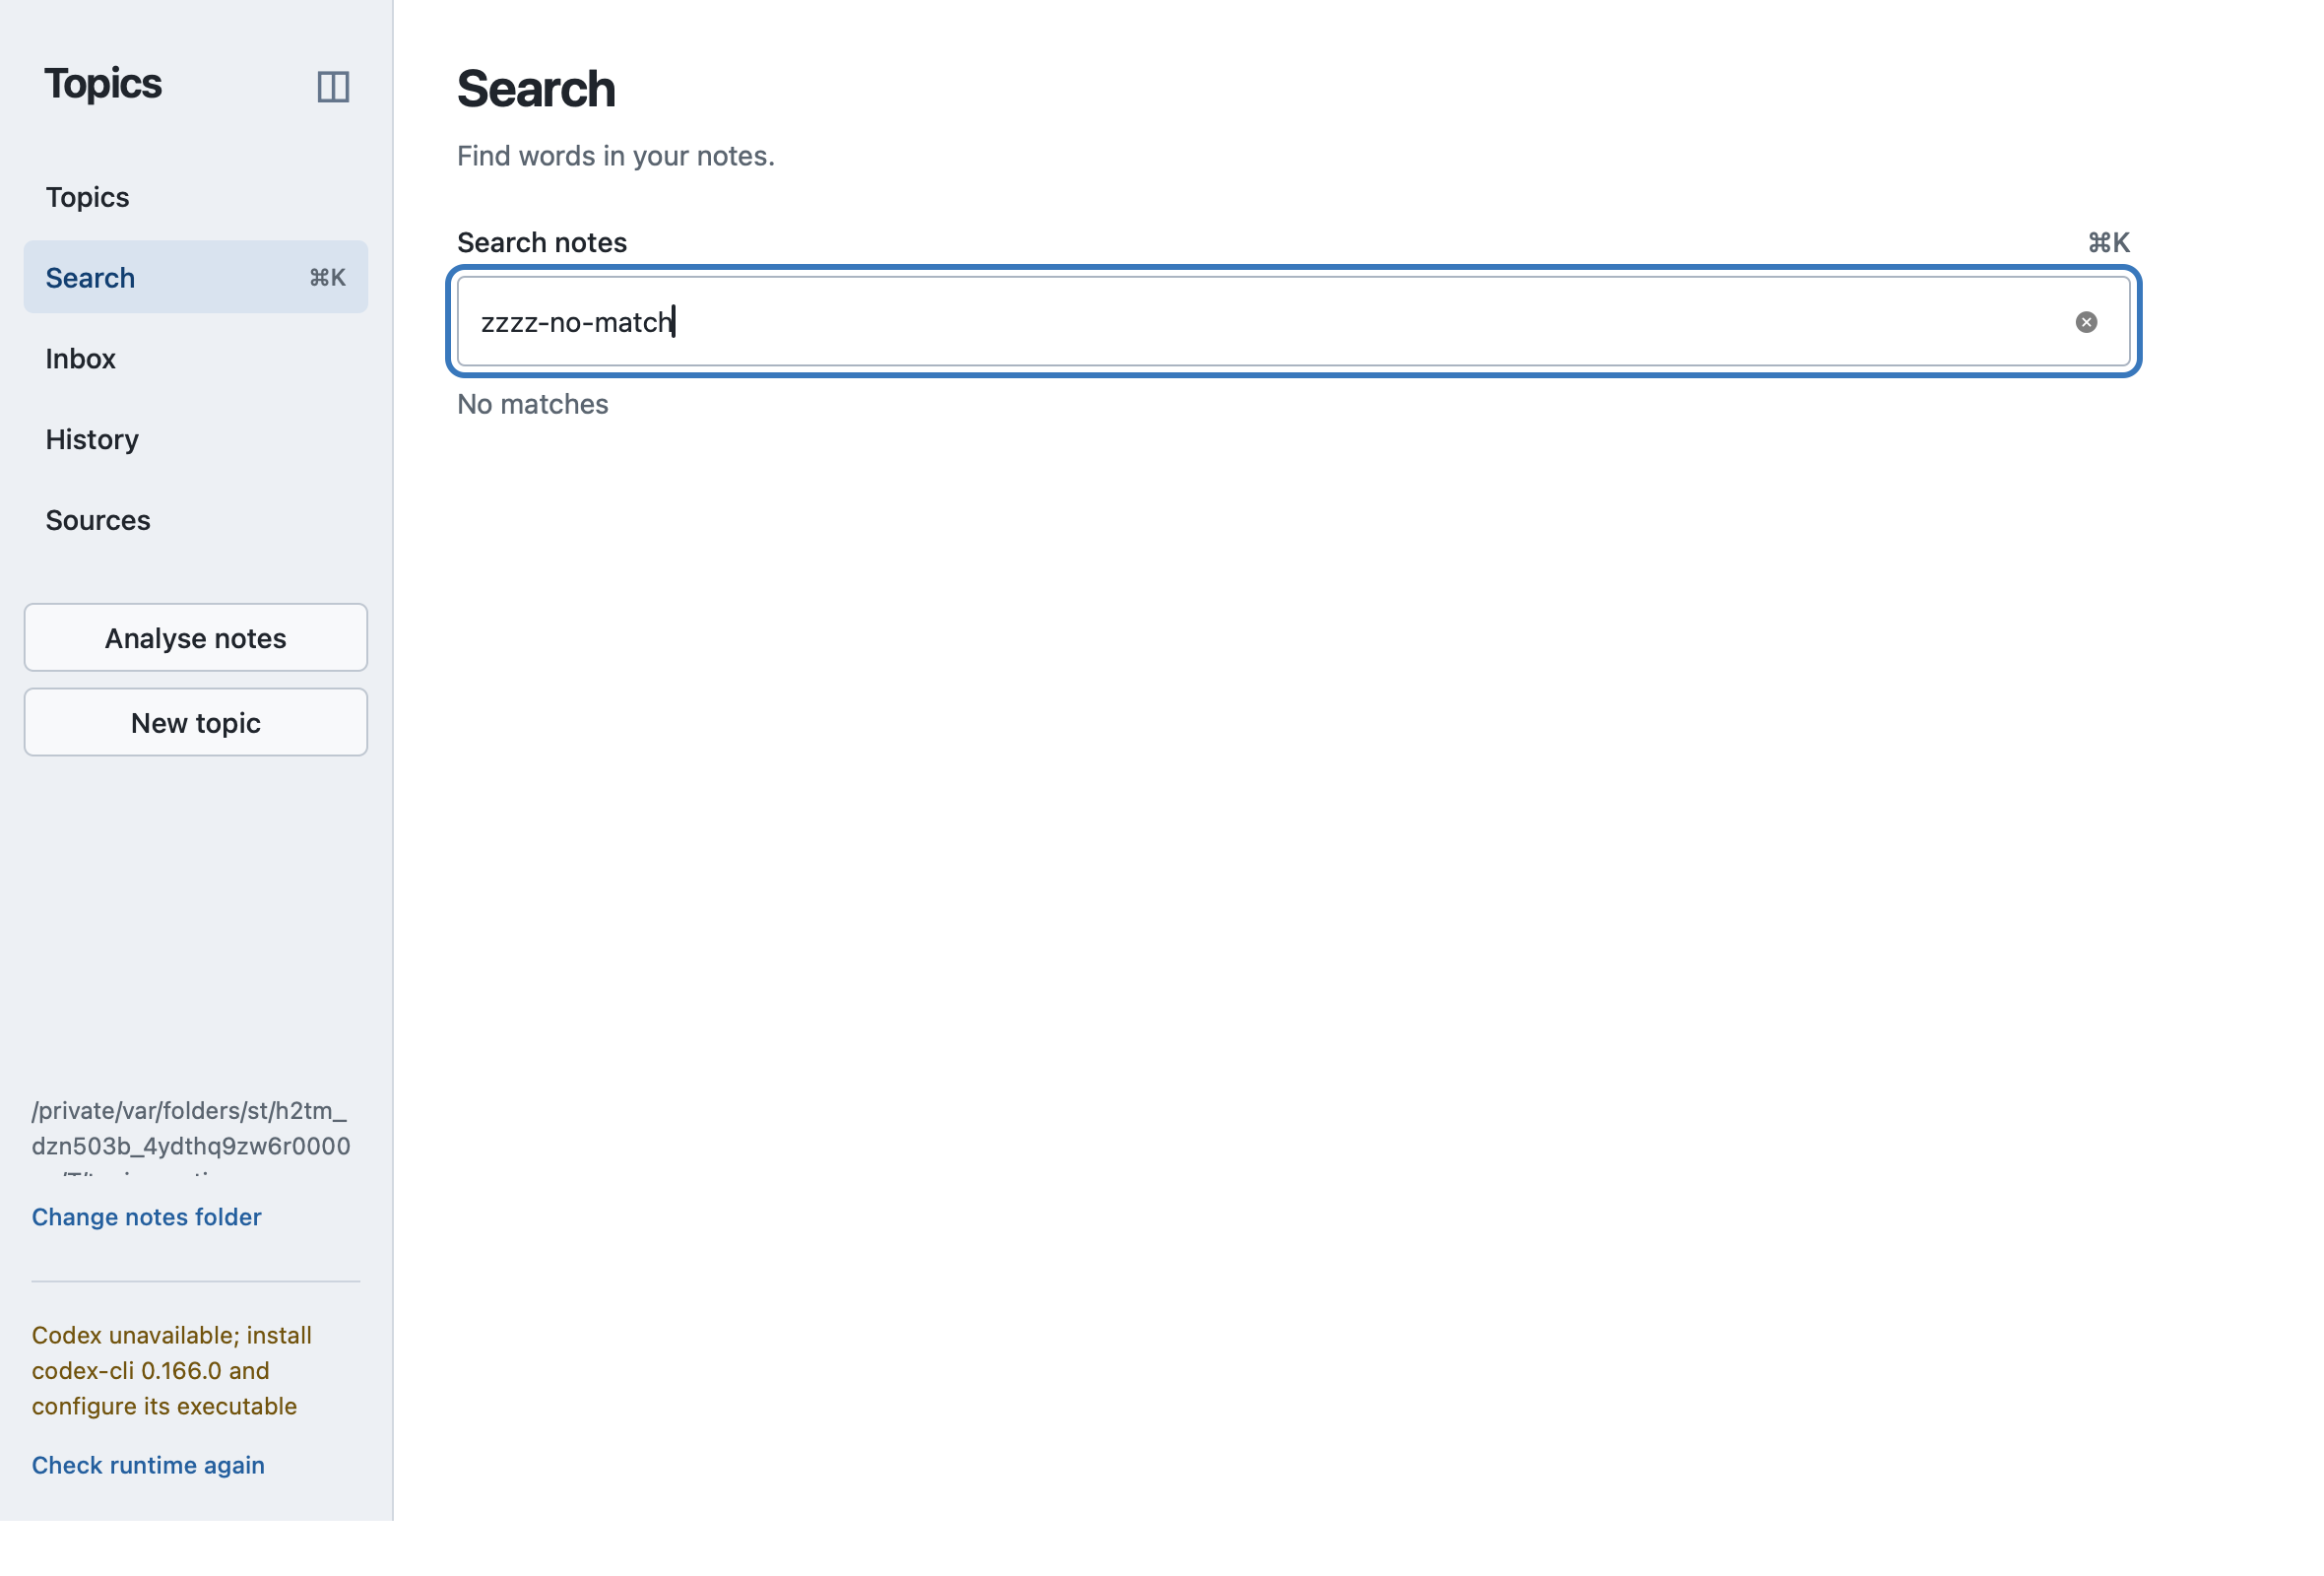 Topics
Topics
Search ⌘K
Inbox
History
Sources
Analyse notes
New topic
/private/var/folders/st/h2tm_
dzn503b_4ydthq9zw6r0000
Change notes folder
Codex unavailable; install
codex-cli 0.166.0 and
configure its executable
Check runtime again
Search
Find words in your notes.
Search notes ⌘K
zzzz-no-match
No matches